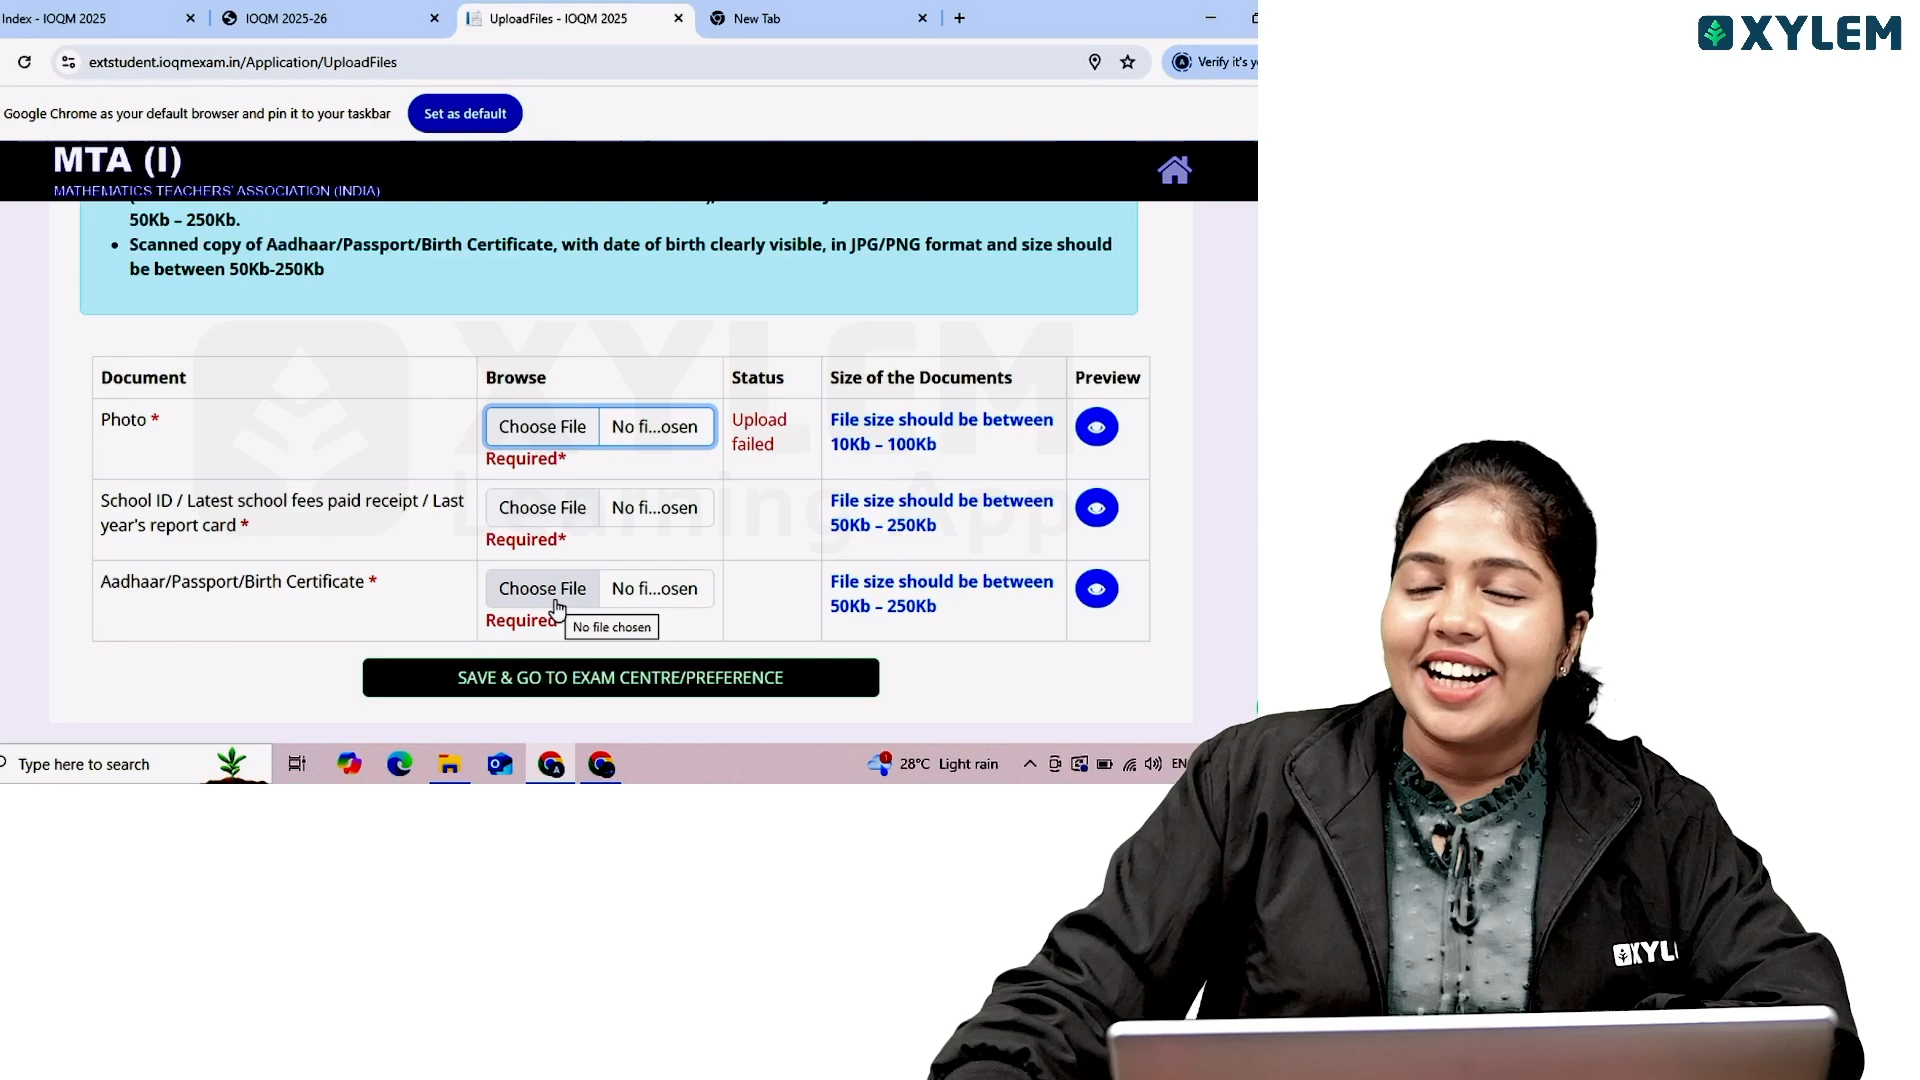 Index - IOQM 2025
IOQM 2025-26
UploadFiles - IOQM 2025
New Tab
XYLEM
extstudent.ioqmexam.in/Application/UploadFiles
Verify it's
Google Chrome as your default browser and pin it to your taskbar
Set as default
MTA (I)
MATHEMATICS TEACHERS' ASSOCIATION (INDIA)
50Kb – 250Kb.
• Scanned copy of Aadhaar/Passport/Birth Certificate, with date of birth clearly visible, in JPG/PNG format and size should
be between 50Kb-250Kb
XYLEM
Learning App
Document Browse Status Size of the Documents Preview
Photo *
Choose File No fi...osen
Required*
Upload
failed
File size should be between
10Kb – 100Kb
School ID / Latest school fees paid receipt / Last
year's report card *
Choose File No fi...osen
Required*
File size should be between
50Kb – 250Kb
Aadhaar/Passport/Birth Certificate *
Choose File No fi...osen
Required
No file chosen
File size should be between
50Kb – 250Kb
SAVE & GO TO EXAM CENTRE/PREFERENCE
Type here to search
28°C Light rain
EN
XYL